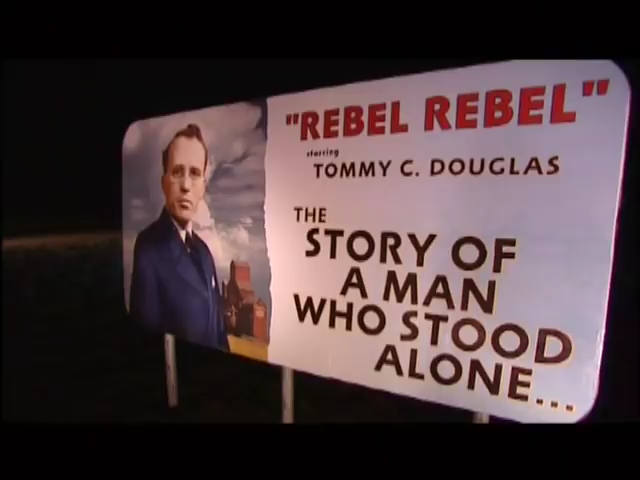 "REBEL REBEL"
starring
TOMMY C. DOUGLAS
THE
STORY OF
A MAN
WHO STOOD
ALONE...